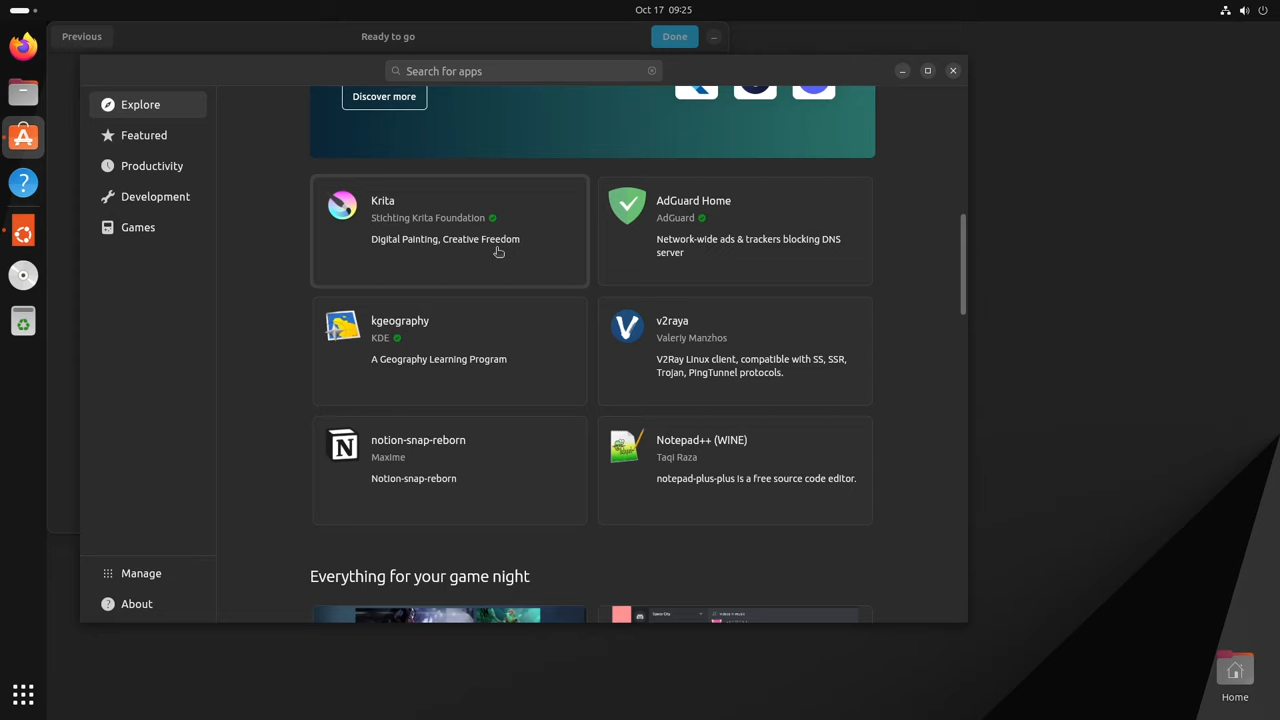 Oct 17 09:25
Previous
Ready to go
Done
Search for apps
Explore
Featured
Productivity
Development
Games
Manage
About
Discover more
Krita
Stichting Krita Foundation
Digital Painting, Creative Freedom
AdGuard Home
AdGuard
Network-wide ads & trackers blocking DNS
server
kgeography
KDE
A Geography Learning Program
v2raya
Valeriy Manzhos
V2Ray Linux client, compatible with SS, SSR,
Trojan, PingTunnel protocols.
notion-snap-reborn
Maxime
Notion-snap-reborn
Notepad++ (WINE)
Taqi Raza
notepad-plus-plus is a free source code editor.
Everything for your game night
Home